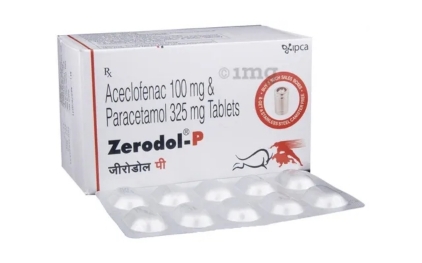 ipca
Rx
© 1mg
Aceclofenac 100 mg &
Paracetamol 325 mg Tablets
Zerodol®-P
जीरोडोल पी